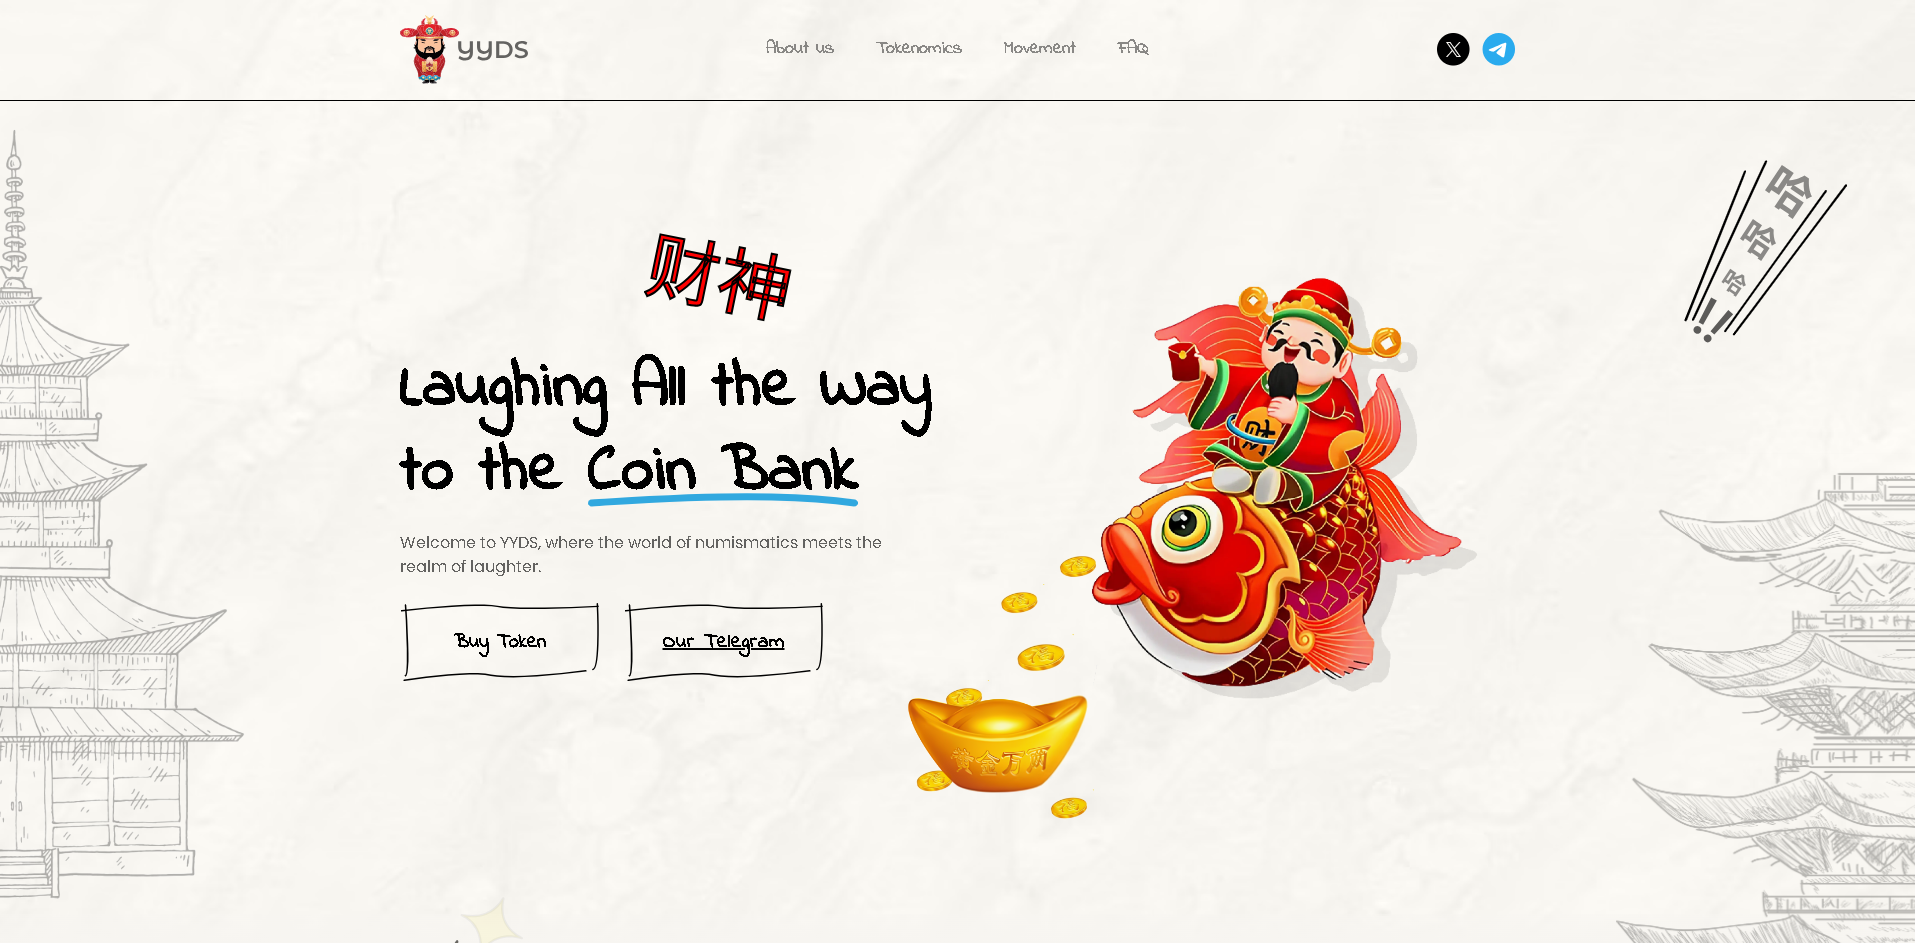 YYDS
About us
Tokenomics
Movement
FAQ
哈
哈
哈
!!
财神
Laughing All the way
to the Coin Bank
Welcome to YYDS, where the world of numismatics meets the
realm of laughter.
Buy Token
our Telegram
财
黄金万两
福